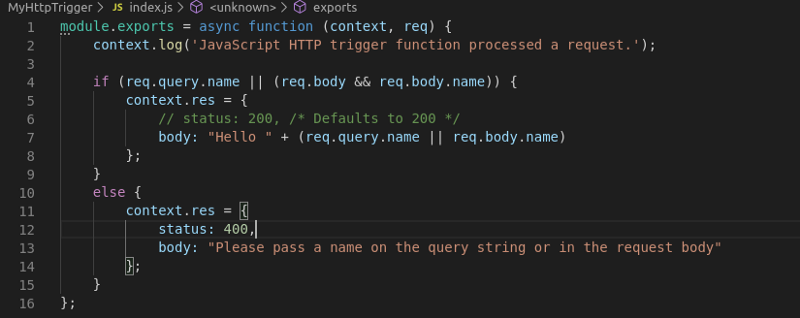 MyHttpTrigger > JS index.js > <unknown> > exports
1 module.exports = async function (context, req) {
2     context.log('JavaScript HTTP trigger function processed a request.');
3
4     if (req.query.name || (req.body && req.body.name)) {
5         context.res = {
6             // status: 200, /* Defaults to 200 */
7             body: "Hello " + (req.query.name || req.body.name)
8         };
9     }
10     else {
11         context.res = {
12             status: 400,
13             body: "Please pass a name on the query string or in the request body"
14         };
15     }
16 };